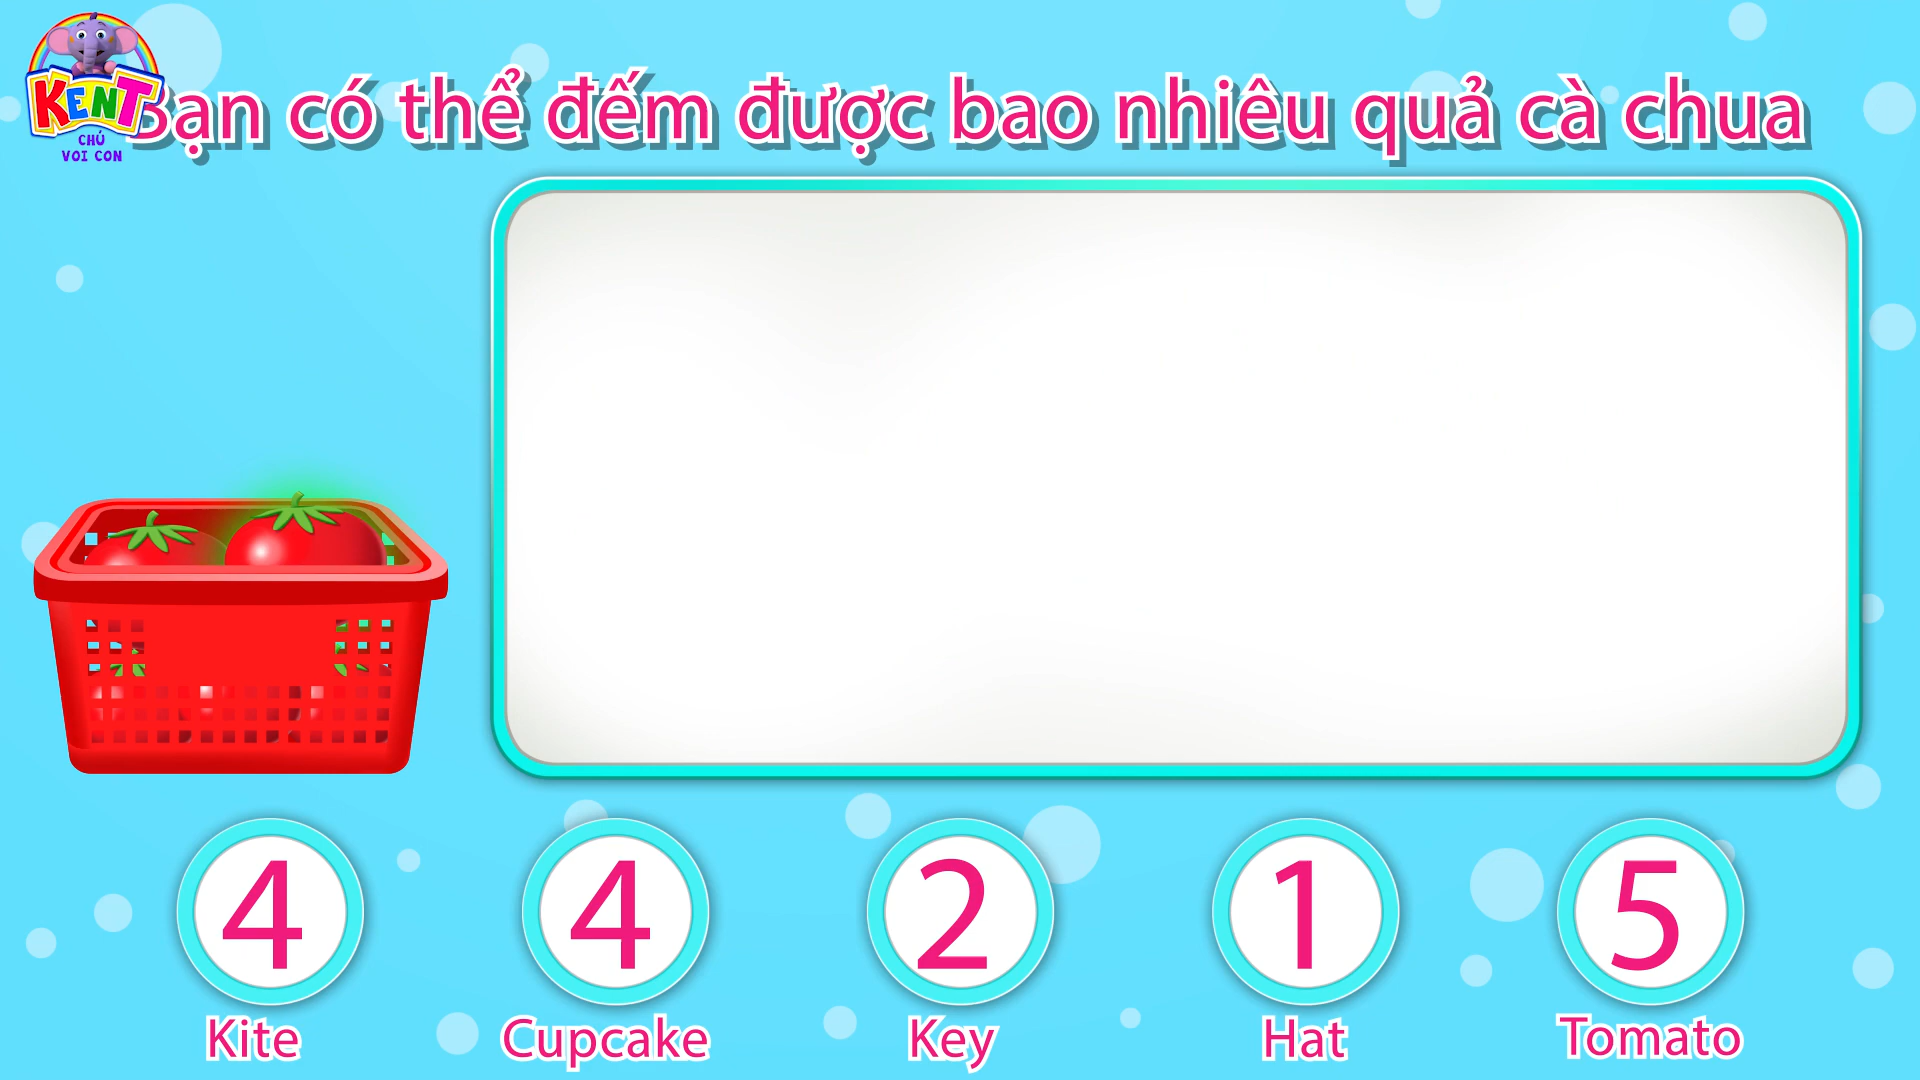 KENT
CHÚ
VOI CON
Bạn có thể đếm được bao nhiêu quả cà chua
4 4 2 1 5
Kite Cupcake Key Hat Tomato